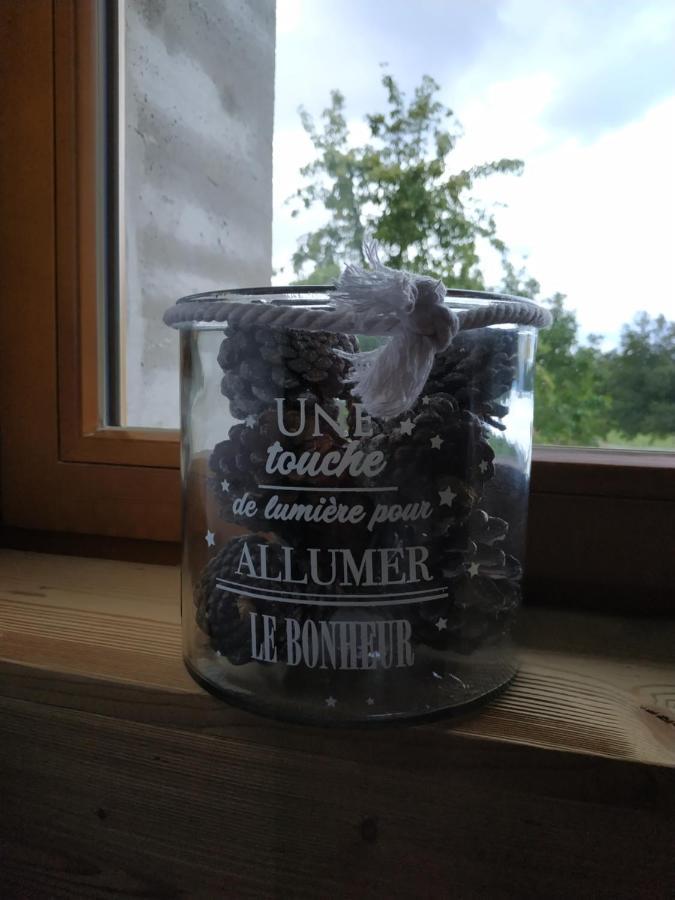 UNE
touche
de lumière pour
ALLUMER
LE BONHEUR